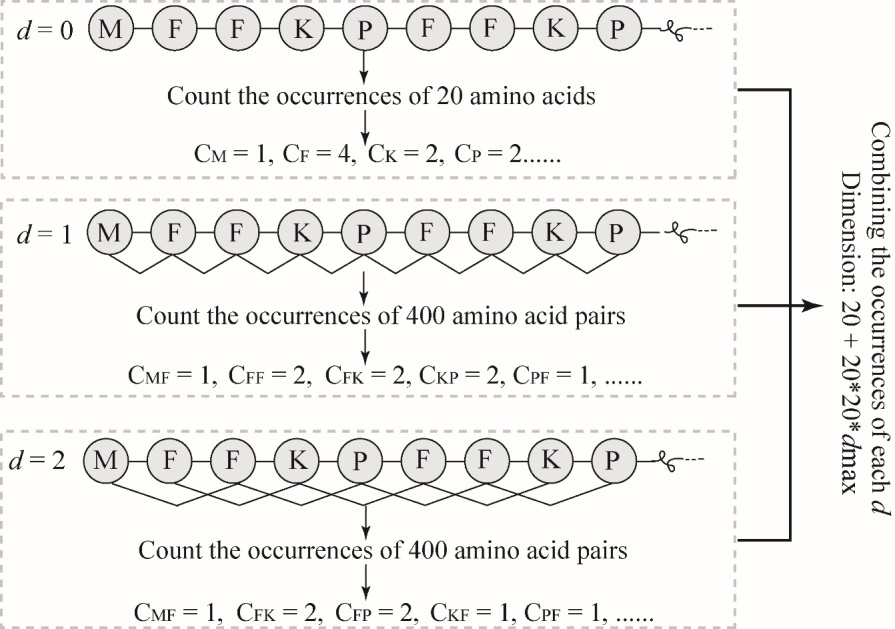 d = 0 M F F K P F F K P
Count the occurrences of 20 amino acids
CM = 1, CF = 4, CK = 2, CP = 2......
d = 1 M F F K P F F K P
Count the occurrences of 400 amino acid pairs
CMF = 1, CFF = 2, CFK = 2, CKP = 2, CPF = 1, ......
d = 2 M F F K P F F K P
Count the occurrences of 400 amino acid pairs
CMF = 1, CFK = 2, CFP = 2, CKF = 1, CPF = 1, ......
Combining the occurrences of each d
Dimension: 20 + 20*20*dmax